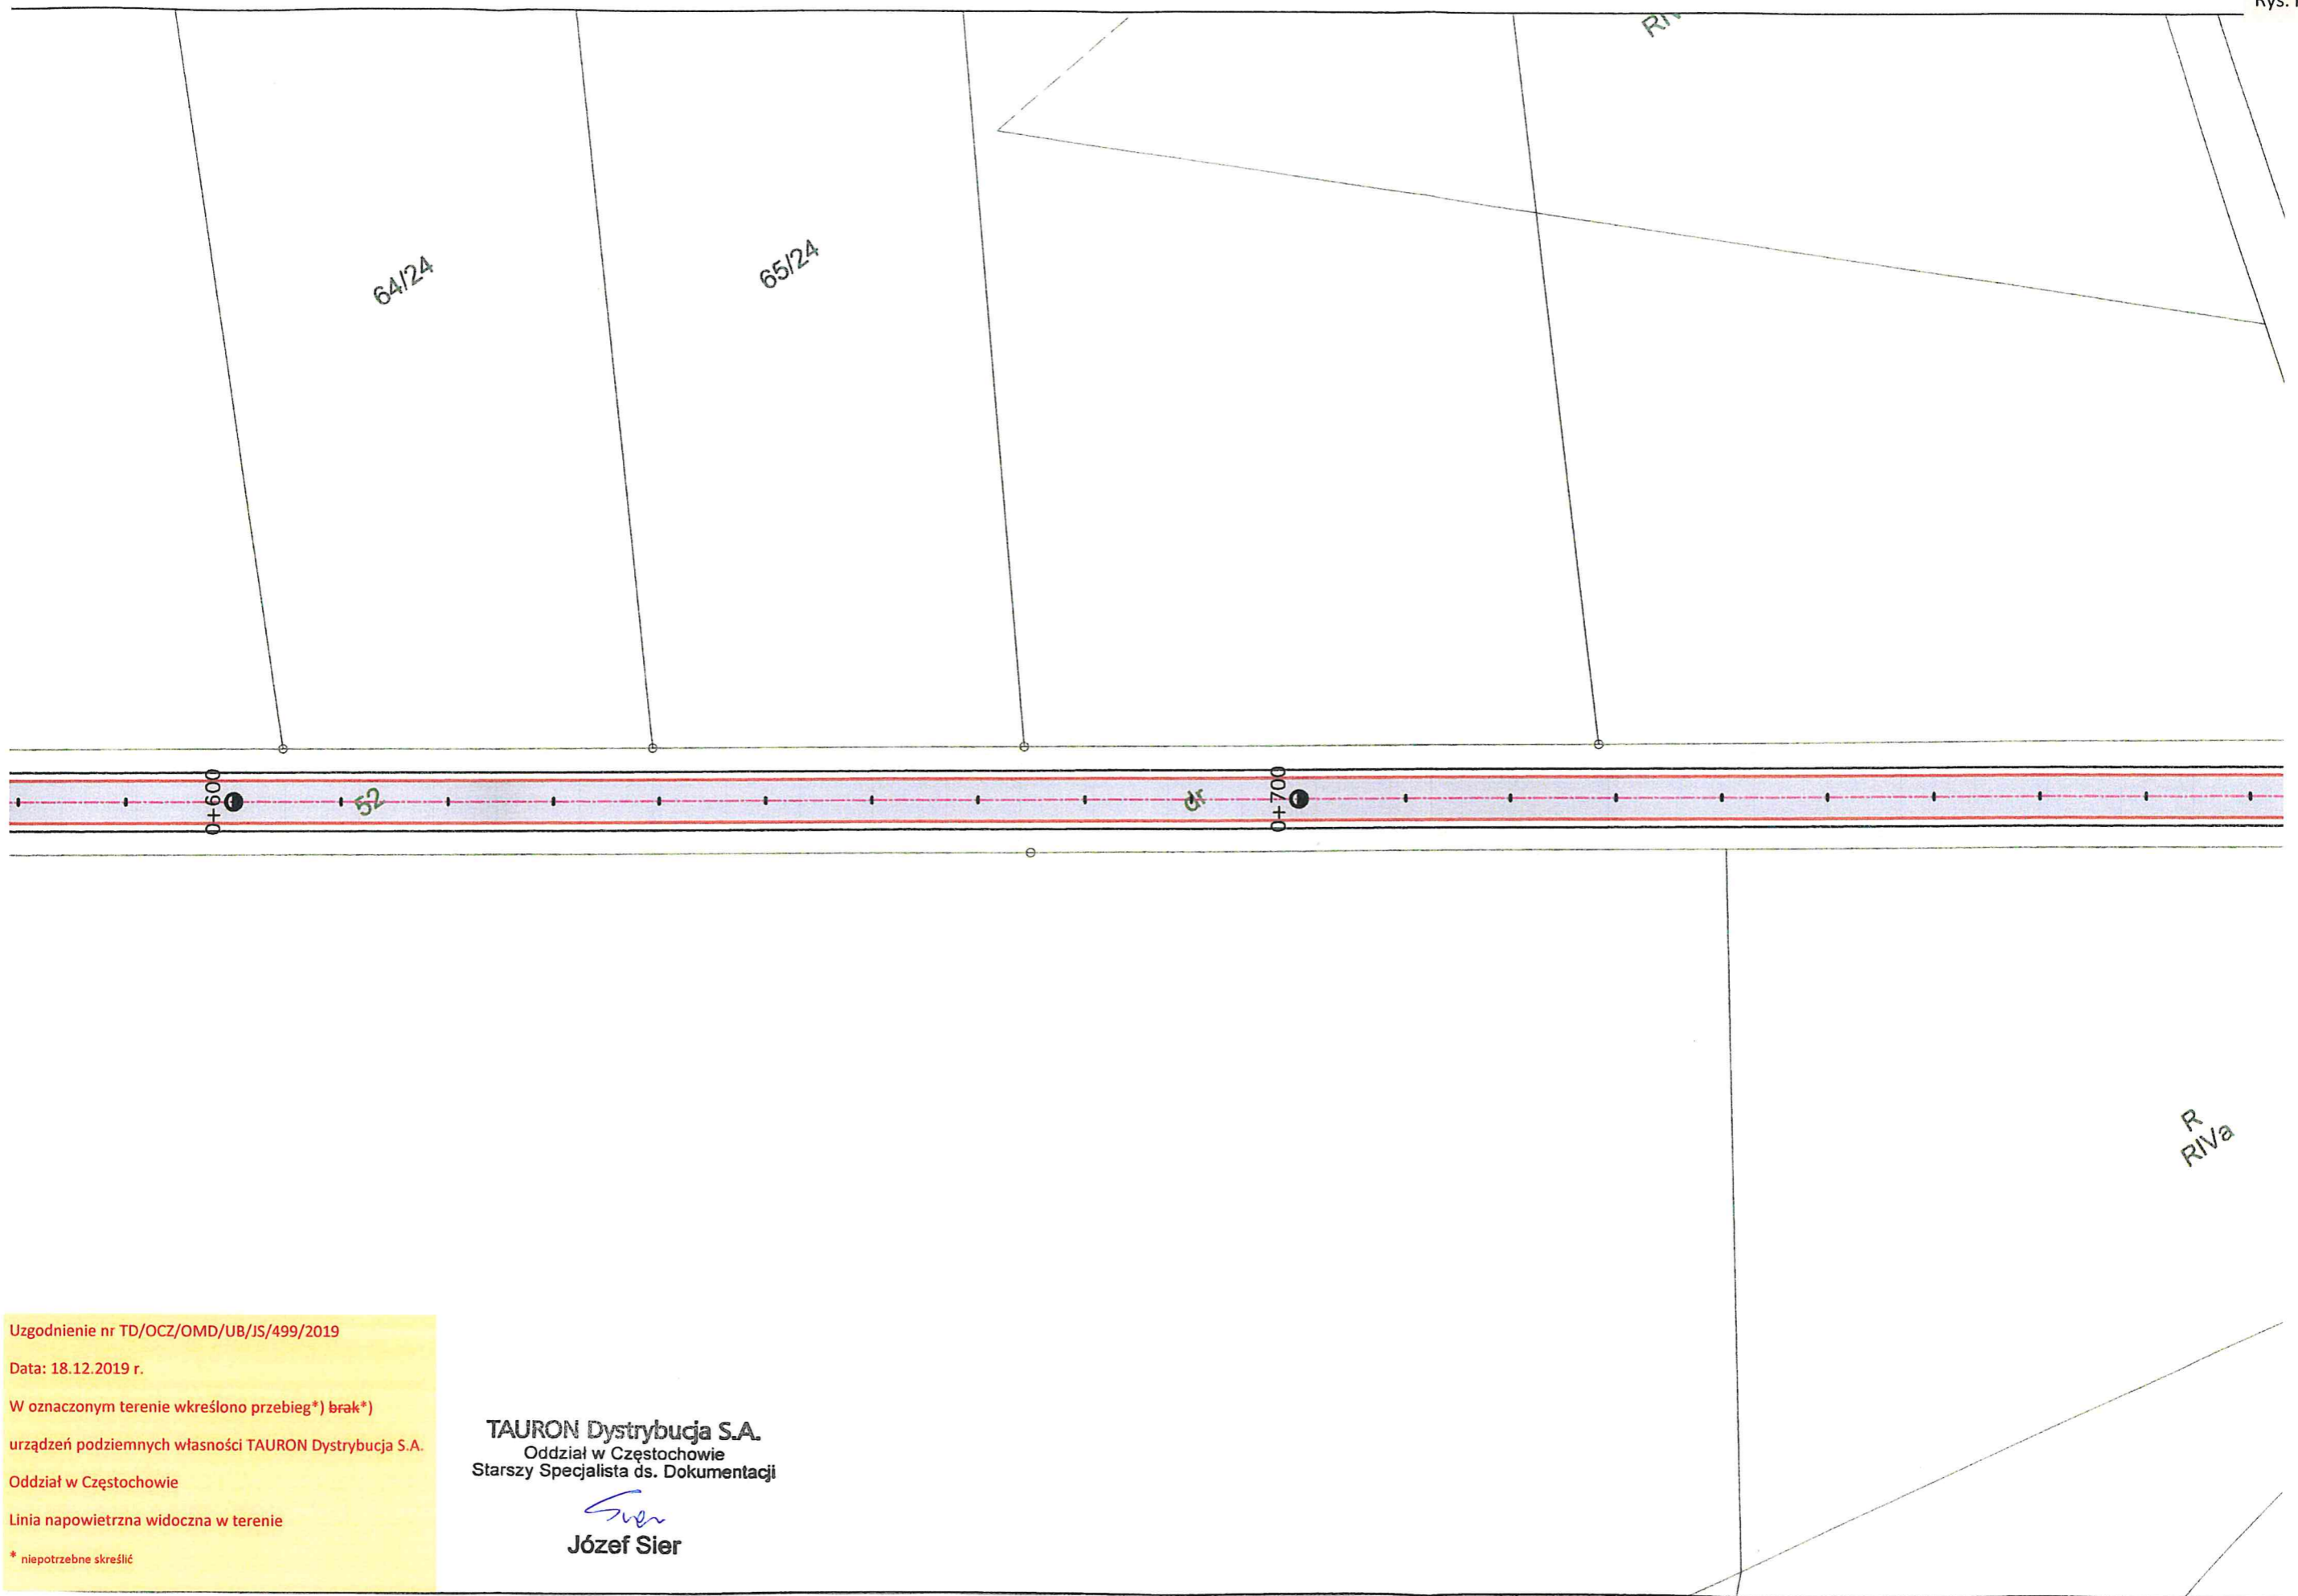 Rys.
64/24
65/24
0+600
52
dr
0+700
R
RIVa
Uzgodnienie nr TD/OCZ/OMD/UB/JS/499/2019
Data: 18.12.2019 r.
W oznaczonym terenie wkreślono przebieg*) brak*)
urządzeń podziemnych własności TAURON Dystrybucja S.A.
Oddział w Częstochowie
Linia napowietrzna widoczna w terenie
* niepotrzebne skreślić
TAURON Dystrybucja S.A.
Oddział w Częstochowie
Starszy Specjalista ds. Dokumentacji
Sier
Józef Sier